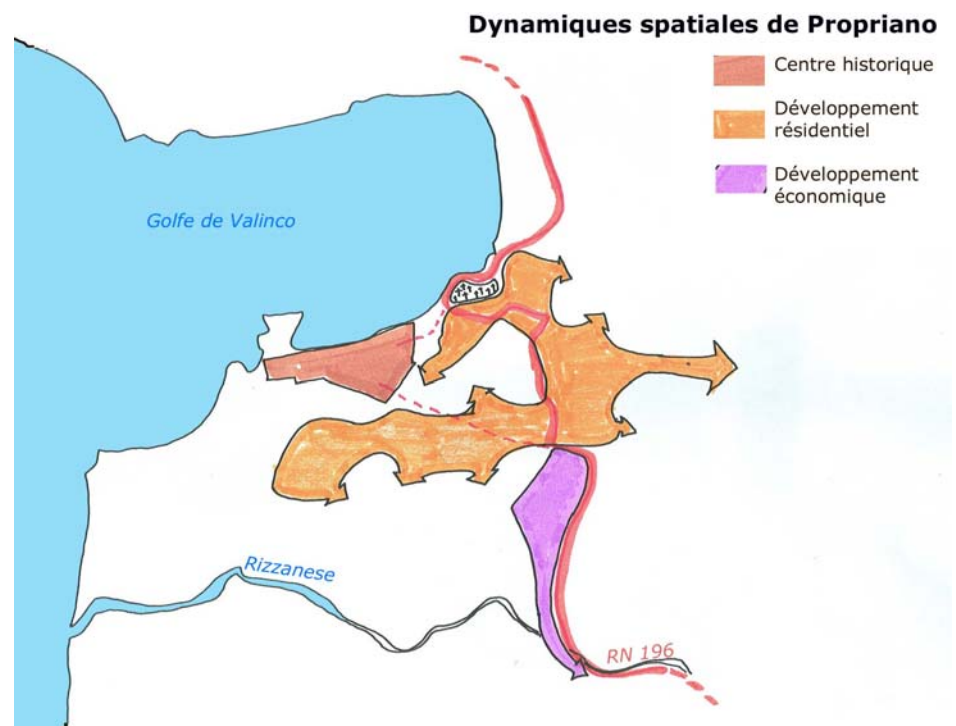 Dynamiques spatiales de Propriano
Centre historique
Développement
résidentiel
Développement
économique
Golfe de Valinco
Rizzanese
RN 196